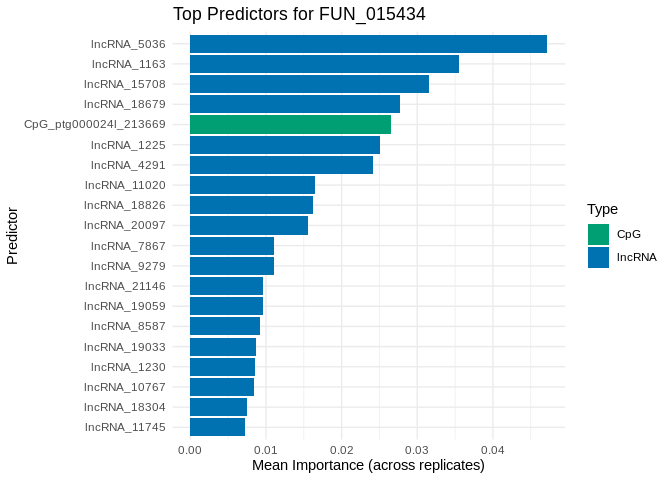 Top Predictors for FUN_015434
Predictor
lncRNA_5036
lncRNA_1163
lncRNA_15708
lncRNA_18679
CpG_ptg000024l_213669
lncRNA_1225
lncRNA_4291
lncRNA_11020
lncRNA_18826
lncRNA_20097
lncRNA_7867
lncRNA_9279
lncRNA_21146
lncRNA_19059
lncRNA_8587
lncRNA_19033
lncRNA_1230
lncRNA_10767
lncRNA_18304
lncRNA_11745
0.00 0.01 0.02 0.03 0.04
Mean Importance (across replicates)
Type
CpG
lncRNA